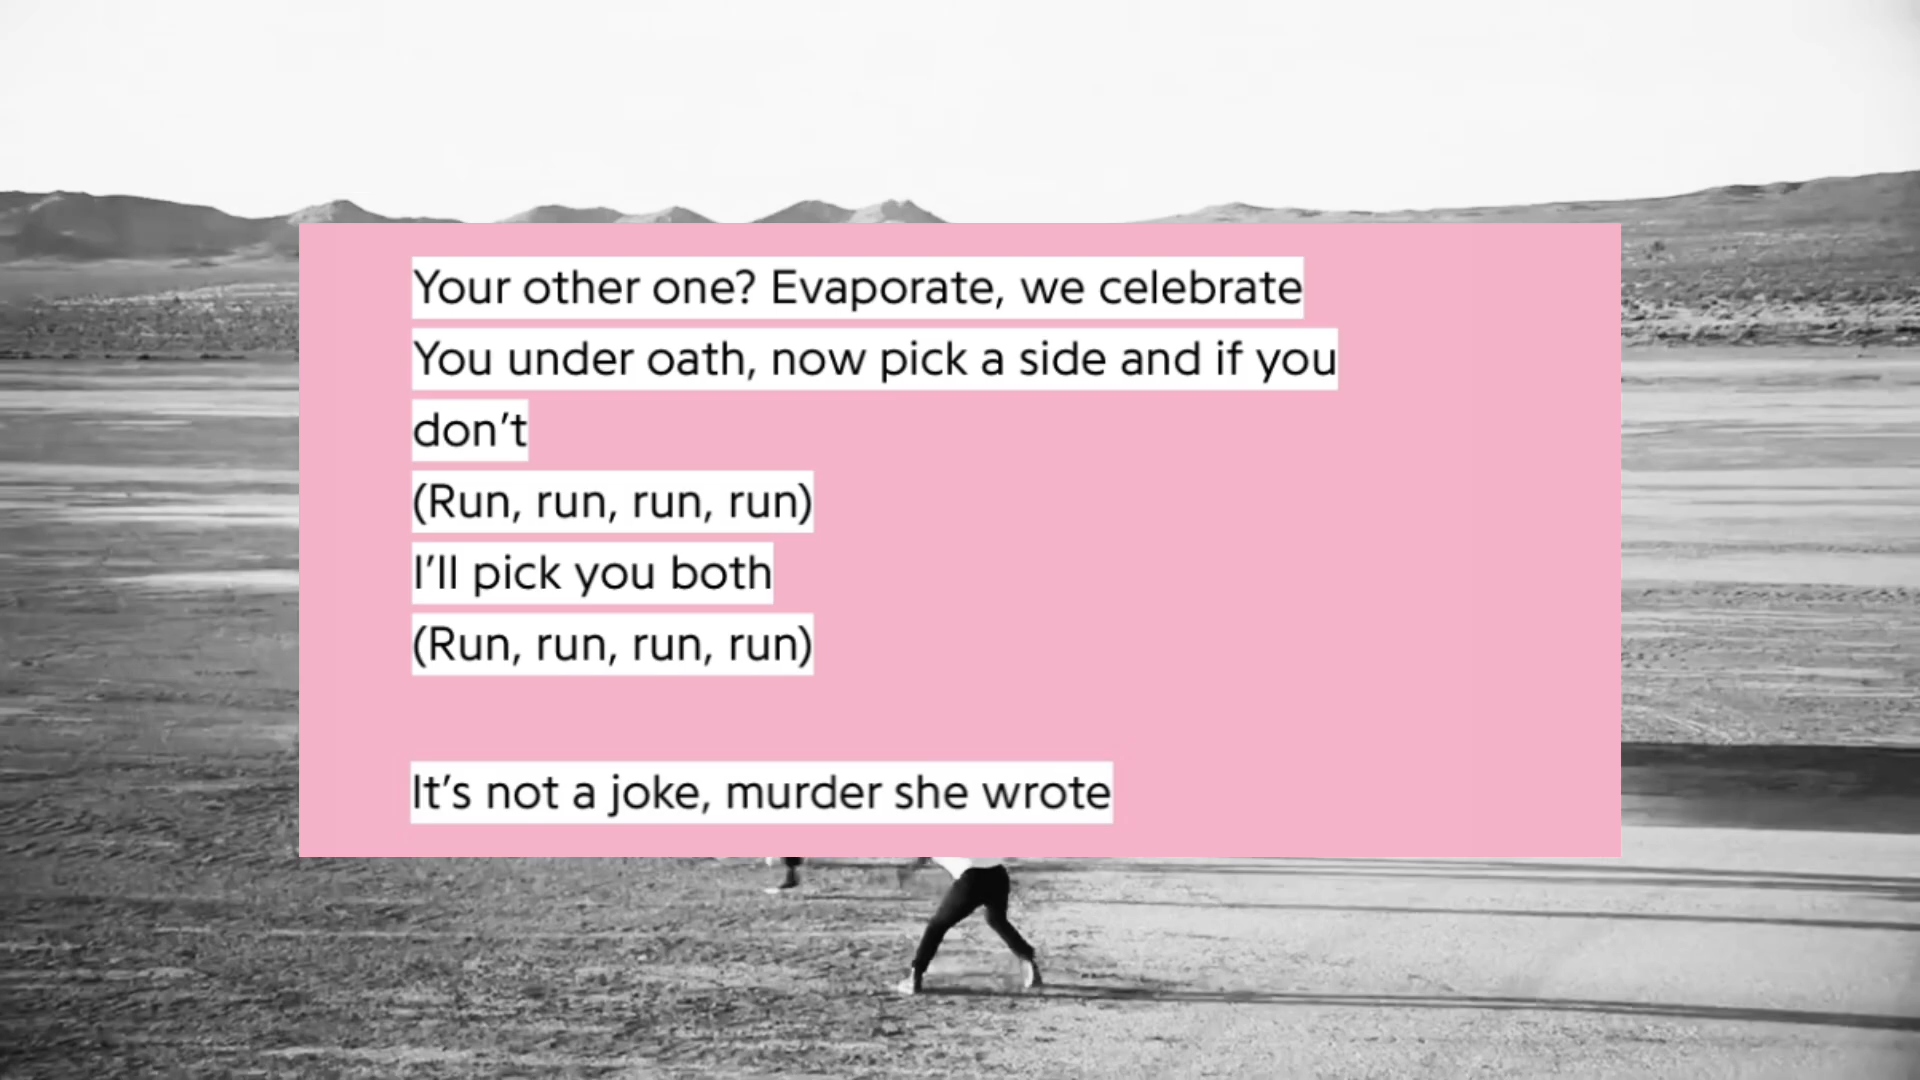 Your other one? Evaporate, we celebrate
You under oath, now pick a side and if you
don’t
(Run, run, run, run)
I’ll pick you both
(Run, run, run, run)
It’s not a joke, murder she wrote